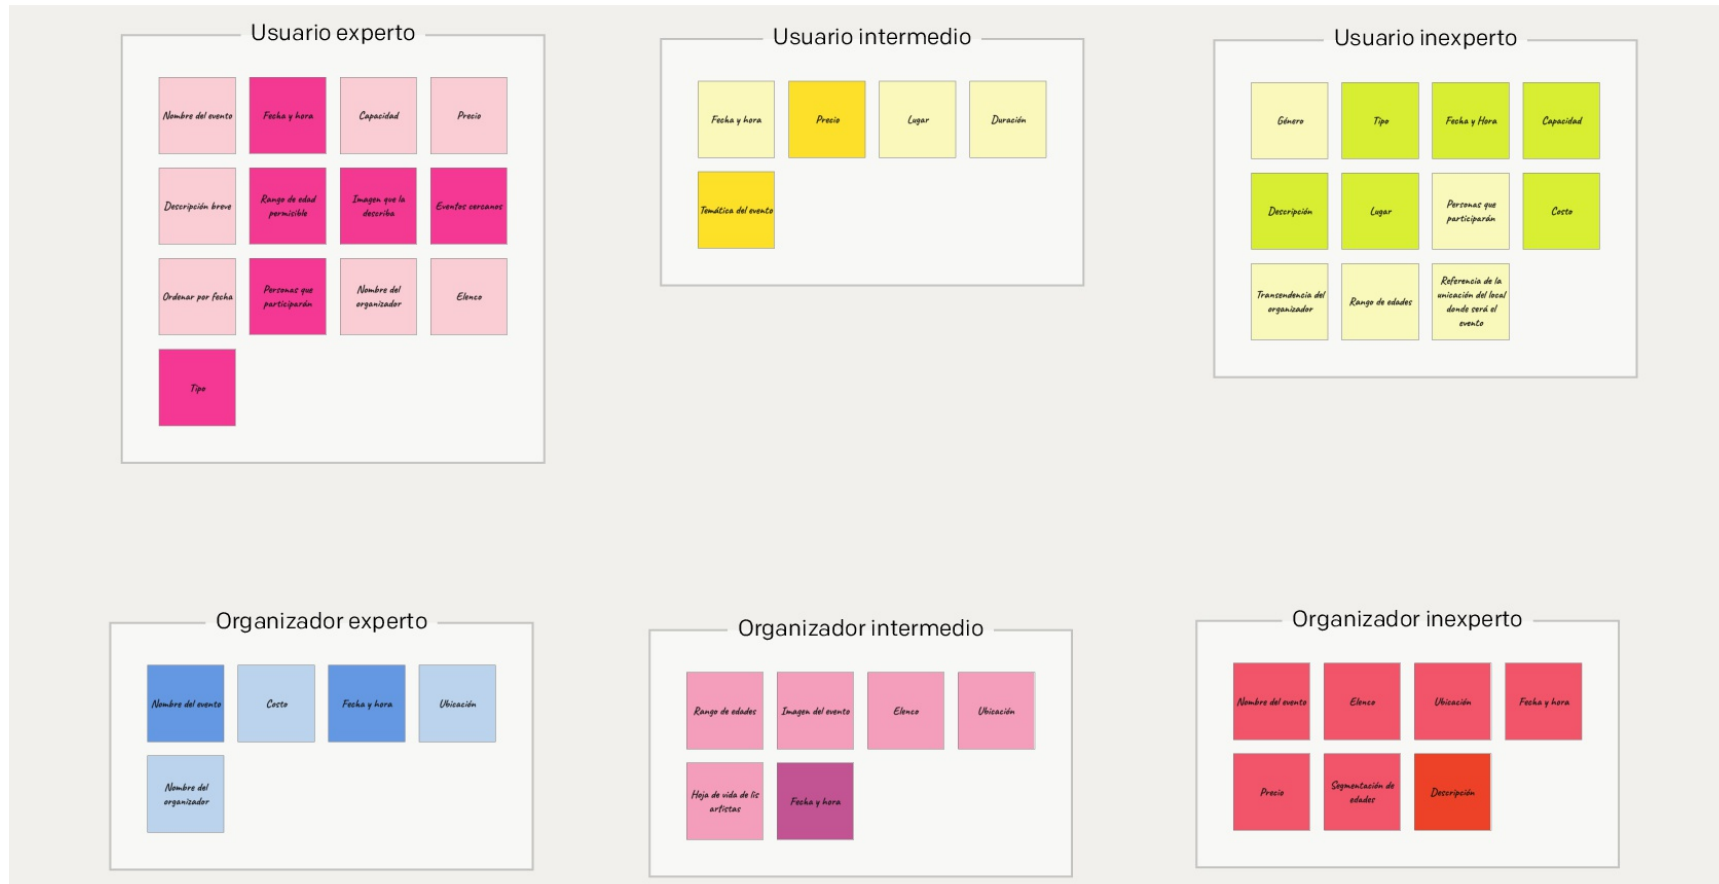 Usuario experto
Nombre del evento
Fecha y hora
Capacidad
Precio
Descripción breve
Rango de edad
permisible
Imagen que la
describa
Eventos cercanos
Ordenar por fecha
Personas que
participarán
Nombre del
organizador
Elenco
Tipo
Usuario intermedio
Fecha y hora
Precio
Lugar
Duración
Temática del evento
Usuario inexperto
Género
Tipo
Fecha y Hora
Capacidad
Descripción
Lugar
Personas que
participarán
Costo
Transendencia del
organizador
Rango de edades
Referencia de la
unicación del local
donde será el
evento
Organizador experto
Nombre del evento
Costo
Fecha y hora
Ubicación
Nombre del
organizador
Organizador intermedio
Rango de edades
Imagen del evento
Elenco
Ubicación
Hoja de vida de lis
artistas
Fecha y hora
Organizador inexperto
Nombre del evento
Elenco
Ubicación
Fecha y hora
Precio
Segmentación de
edades
Descripción